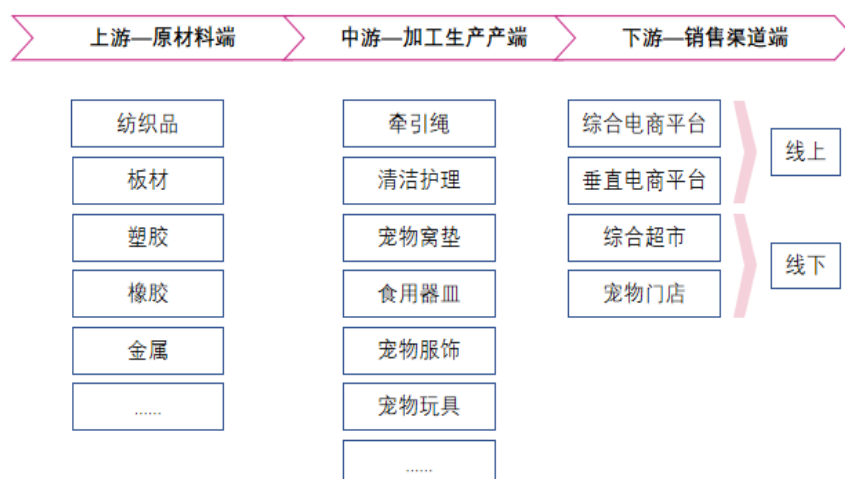 上游—原材料端
中游—加工生产产端
下游—销售渠道端
纺织品
板材
塑胶
橡胶
金属
......
牵引绳
清洁护理
宠物窝垫
食用器皿
宠物服饰
宠物玩具
......
综合电商平台
垂直电商平台
综合超市
宠物门店
线上
线下